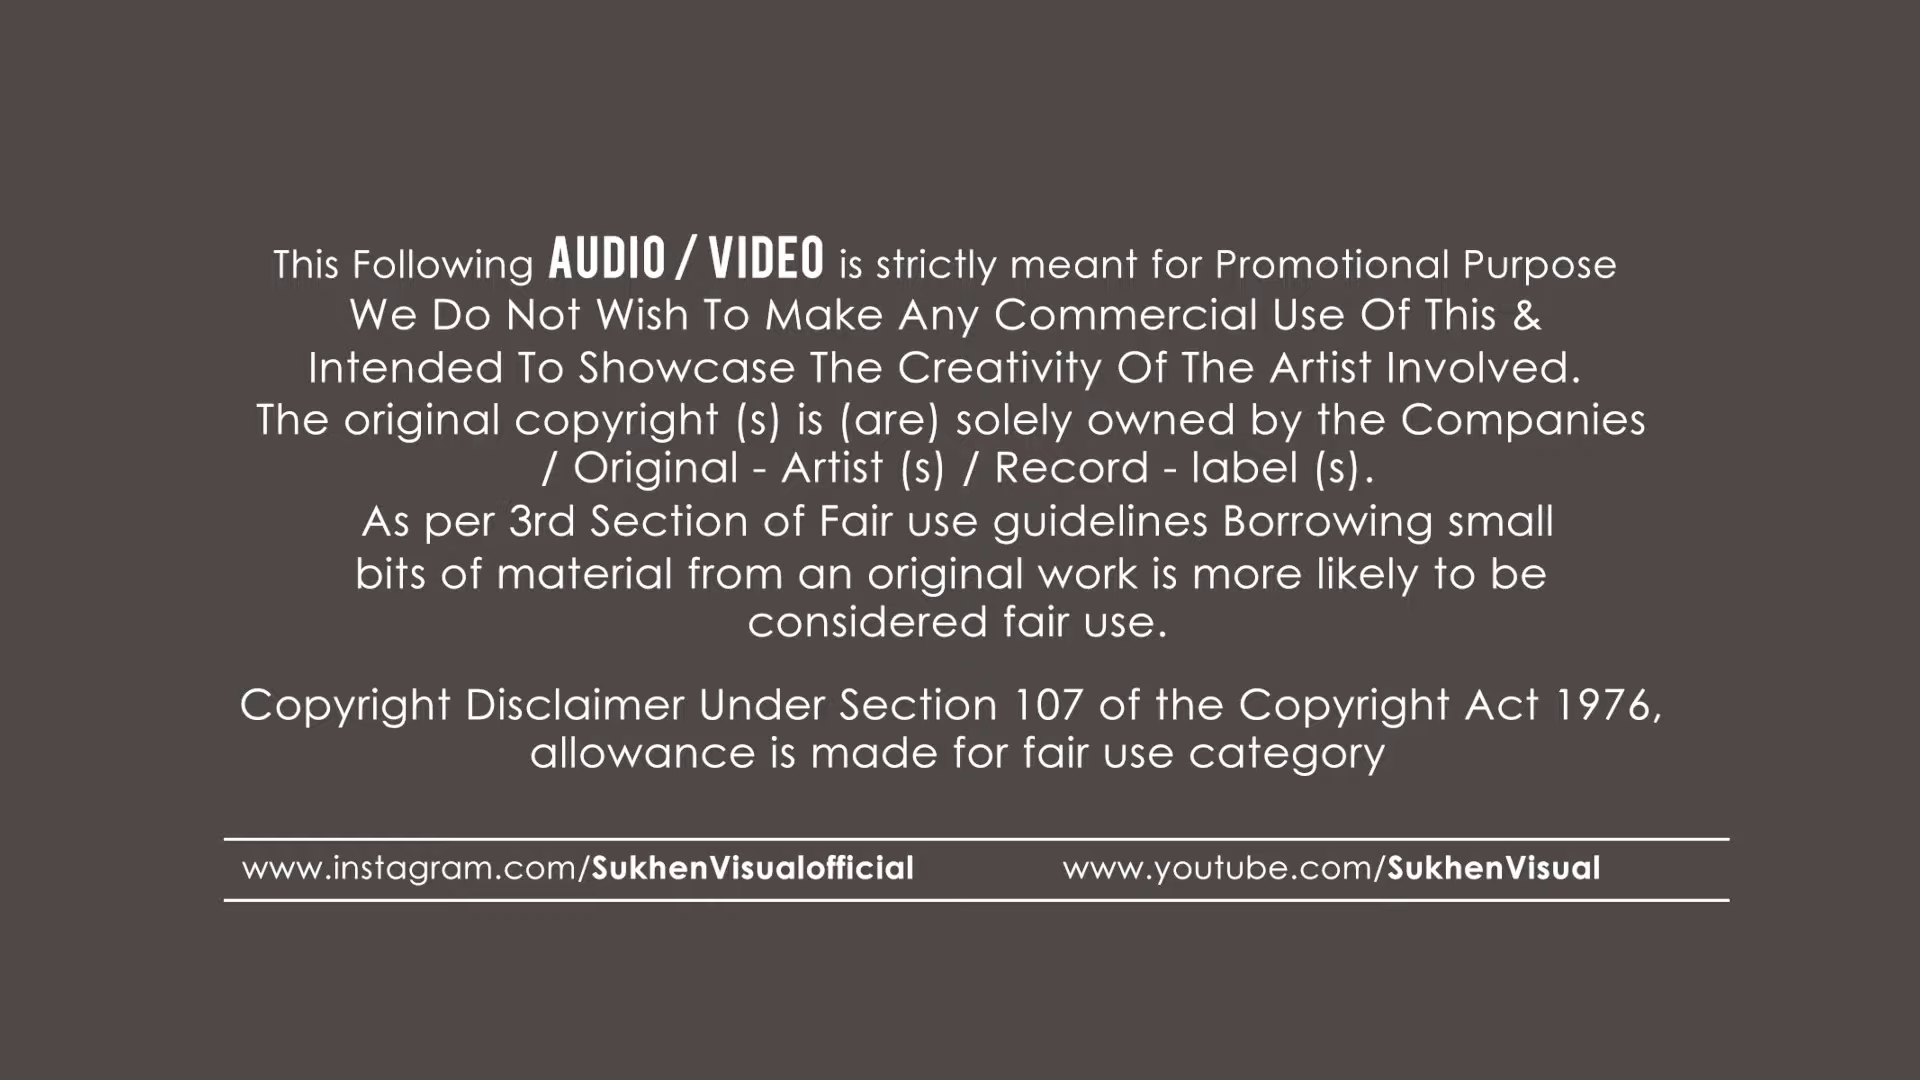 This Following AUDIO / VIDEO is strictly meant for Promotional Purpose
We Do Not Wish To Make Any Commercial Use Of This &
Intended To Showcase The Creativity Of The Artist Involved.
The original copyright (s) is (are) solely owned by the Companies
/ Original - Artist (s) / Record - label (s).
As per 3rd Section of Fair use guidelines Borrowing small
bits of material from an original work is more likely to be
considered fair use.
Copyright Disclaimer Under Section 107 of the Copyright Act 1976,
allowance is made for fair use category
www.instagram.com/SukhenVisualofficial www.youtube.com/SukhenVisual